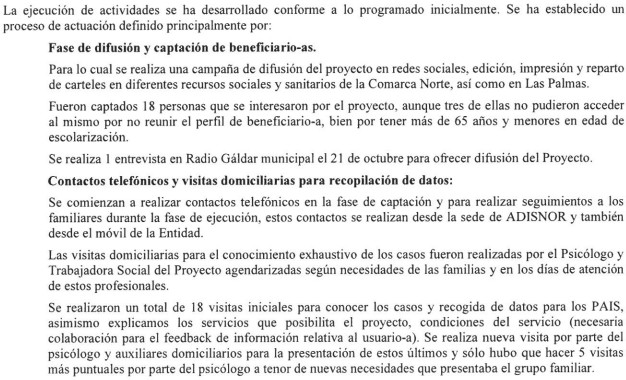 La ejecución de actividades se ha desarrollado conforme a lo programado inicialmente. Se ha establecido un
proceso de actuación definido principalmente por:
Fase de difusión y captación de beneficiario-as.
Para lo cual se realiza una campaña de difusión del proyecto en redes sociales, edición, impresión y reparto
de carteles en diferentes recursos sociales y sanitarios de la Comarca Norte, así como en Las Palmas.
Fueron captados 18 personas que se interesaron por el proyecto, aunque tres de ellas no pudieron acceder
al mismo por no reunir el perfil de beneficiario-a, bien por tener más de 65 años y menores en edad de
escolarización.
Se realiza 1 entrevista en Radio Gáldar municipal el 21 de octubre para ofrecer difusión del Proyecto.
Contactos telefónicos y visitas domiciliarias para recopilación de datos:
Se comienzan a realizar contactos telefónicos en la fase de captación y para realizar seguimientos a los
familiares durante la fase de ejecución, estos contactos se realizan desde la sede de ADISNOR y también
desde el móvil de la Entidad.
Las visitas domiciliarias para el conocimiento exhaustivo de los casos fueron realizadas por el Psicólogo y
Trabajadora Social del Proyecto agendarizadas según necesidades de las familias y en los días de atención
de estos profesionales.
Se realizaron un total de 18 visitas iniciales para conocer los casos y recogida de datos para los PAIS,
asimismo explicamos los servicios que posibilita el proyecto, condiciones del servicio (necesaria
colaboración para el feedback de información relativa al usuario-a). Se realiza nueva visita por parte del
psicólogo y auxiliares domiciliarios para la presentación de estos últimos y sólo hubo que hacer 5 visitas
más puntuales por parte del psicólogo a tenor de nuevas necesidades que presentaba el grupo familiar.